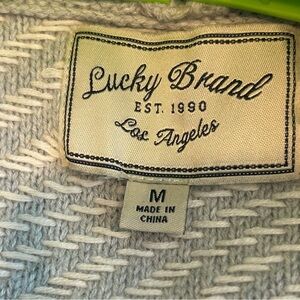 Lucky Brand
EST. 1990
Los Angeles
M
MADE IN
CHINA